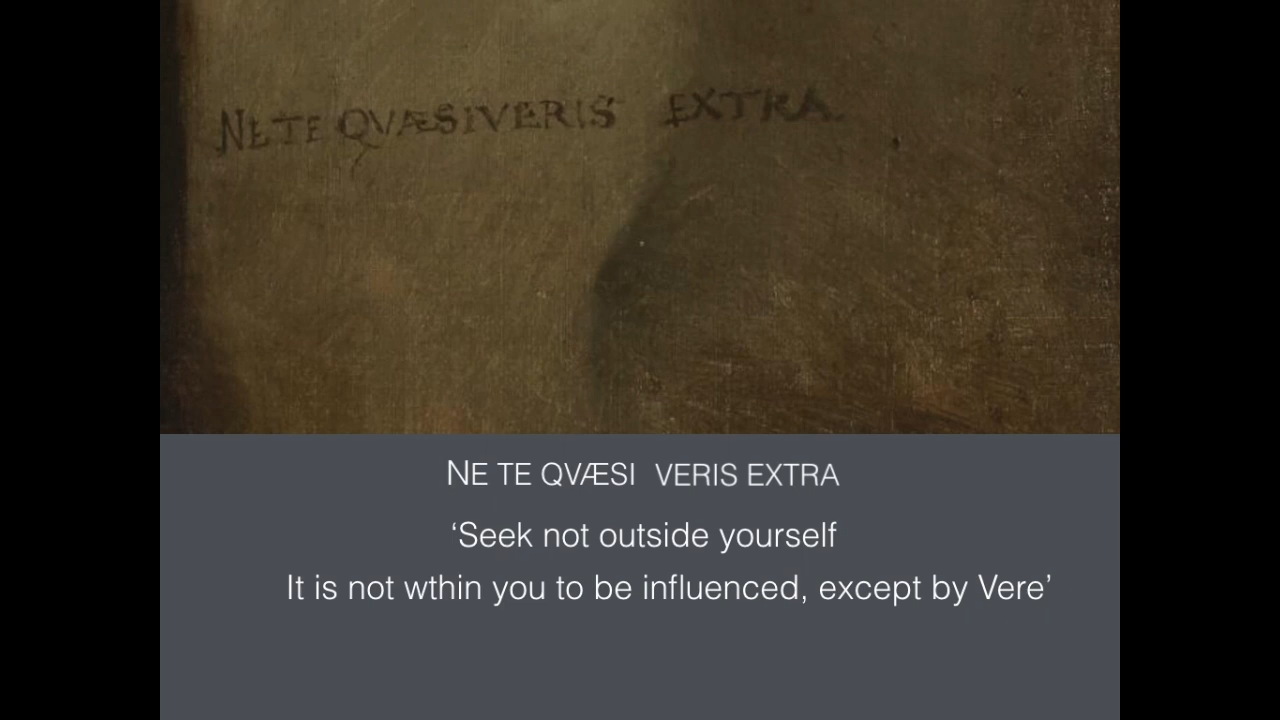 NE TE QVÆSIVERIS EXTRA.
NE TE QVÆSI VERIS EXTRA
‘Seek not outside yourself
It is not wthin you to be influenced, except by Vere’